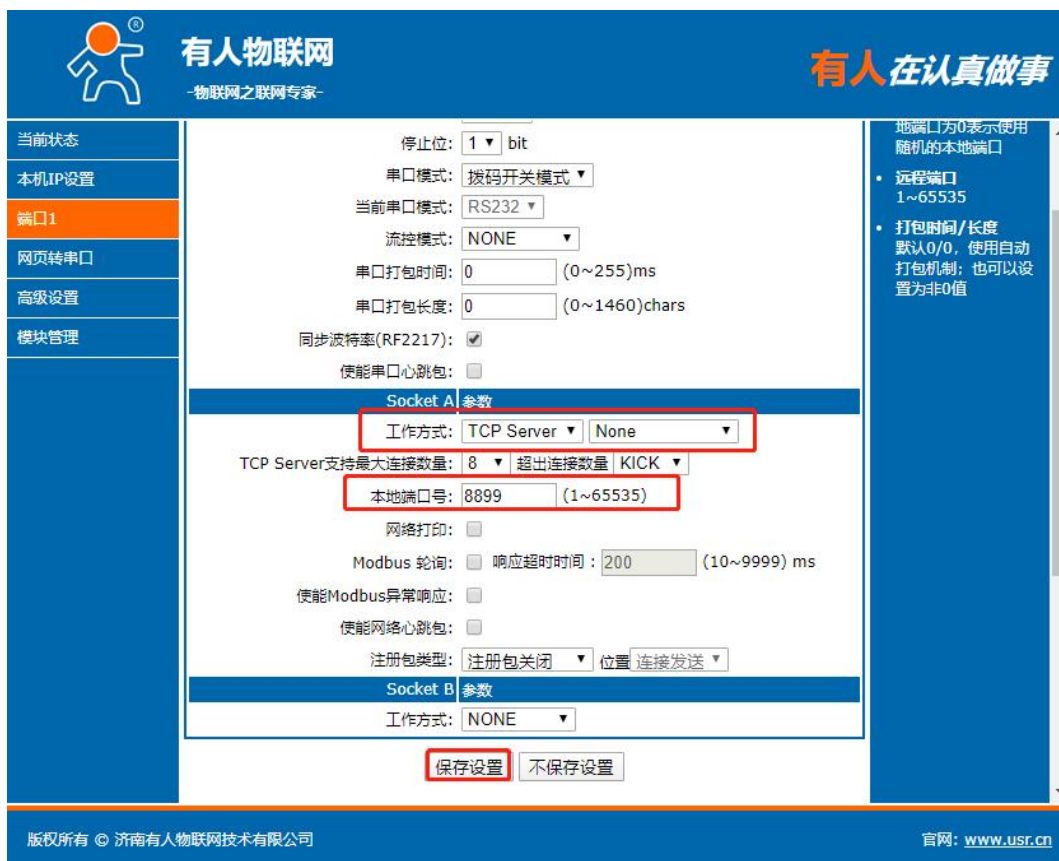 ®
有人物联网
-物联网之联网专家-
有人在认真做事
当前状态
本机IP设置
端口1
网页转串口
高级设置
模块管理
停止位: 1 bit
串口模式: 拨码开关模式
当前串口模式: RS232
流控模式: NONE
串口打包时间: 0 (0~255)ms
串口打包长度: 0 (0~1460)chars
同步波特率(RF2217):
使能串口心跳包:
Socket A 参数
工作方式: TCP Server None
TCP Server支持最大连接数量: 8 超出连接数量 KICK
本地端口号: 8899 (1~65535)
网络打印:
Modbus 轮询: 响应超时时间：200 (10~9999) ms
使能Modbus异常响应:
使能网络心跳包:
注册包类型: 注册包关闭 位置 连接发送
Socket B 参数
工作方式: NONE
保存设置 不保存设置
地端口为0表示使用
随机的本地端口
• 远程端口
1~65535
• 打包时间/长度
默认0/0，使用自动
打包机制；也可以设
置为非0值
版权所有 © 济南有人物联网技术有限公司
官网: www.usr.cn